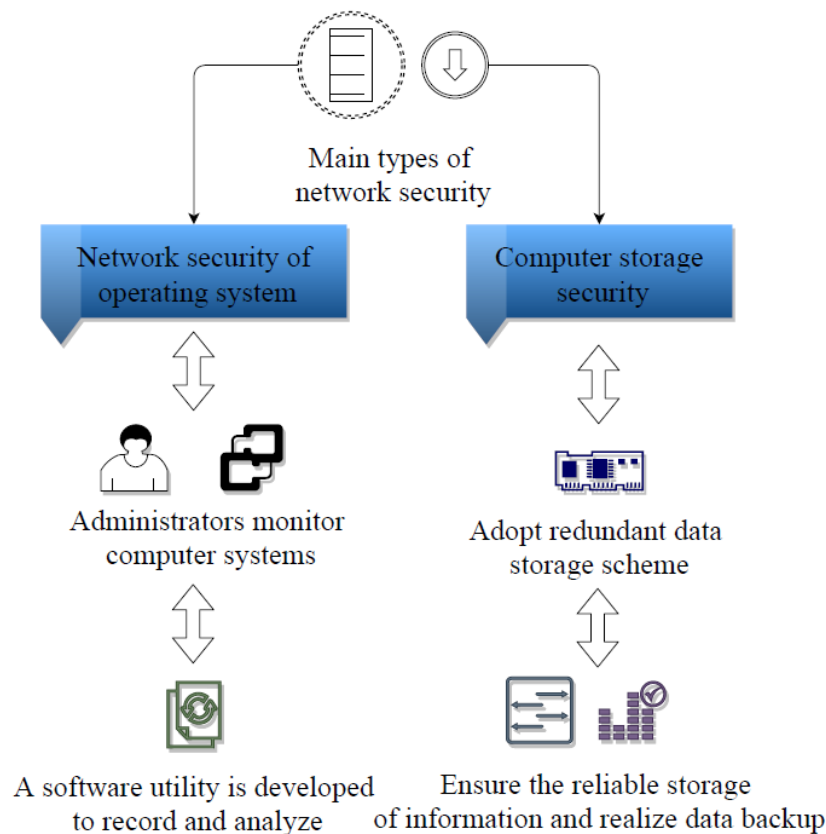 Main types of
network security
Network security of
operating system
Computer storage
security
Administrators monitor
computer systems
Adopt redundant data
storage scheme
A software utility is developed
to record and analyze
Ensure the reliable storage
of information and realize data backup